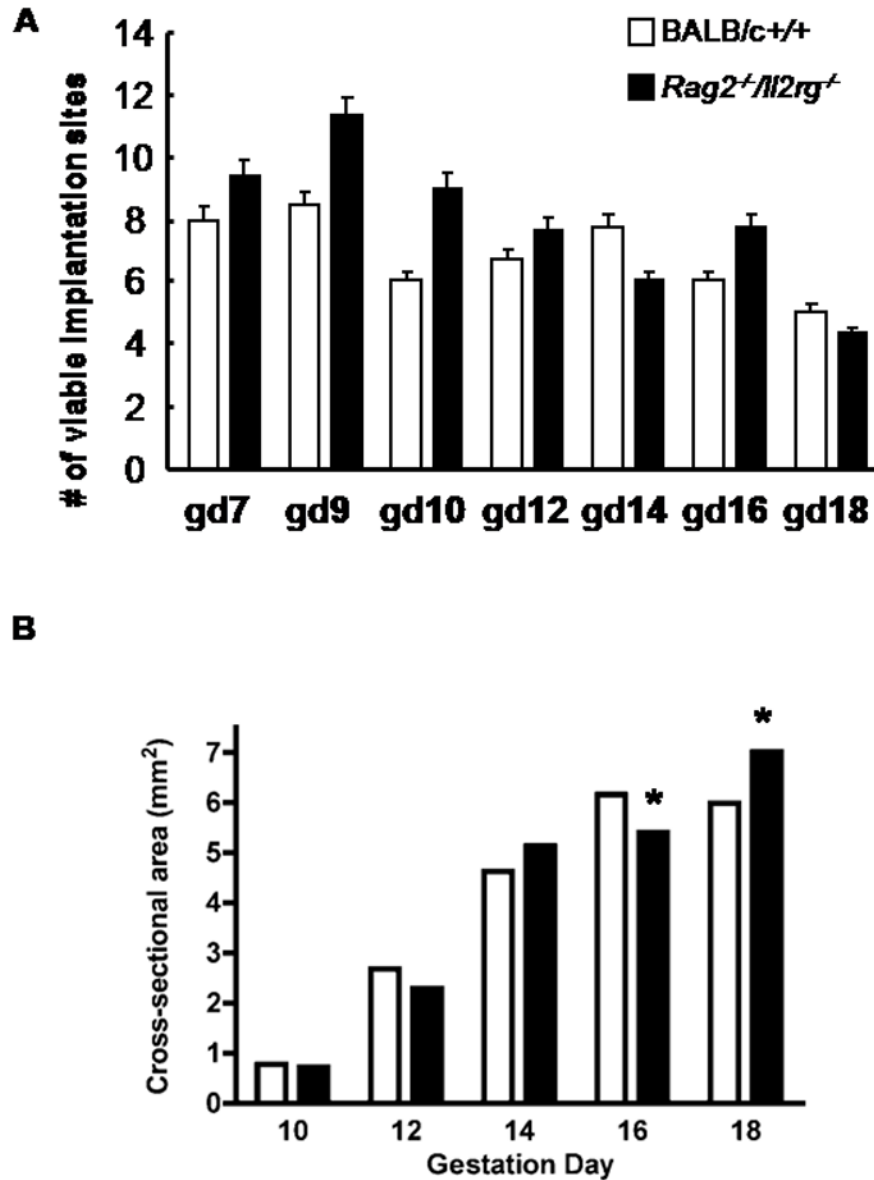 A
14
12
10
8
6
4
2
0
# of viable Implantation sites
BALB/c+/+
Rag2-/-/Il2rg-/-
gd7 gd9 gd10 gd12 gd14 gd16 gd18
B
7
6
5
4
3
2
1
0
Cross-sectional area (mm²)
*
*
10 12 14 16 18
Gestation Day